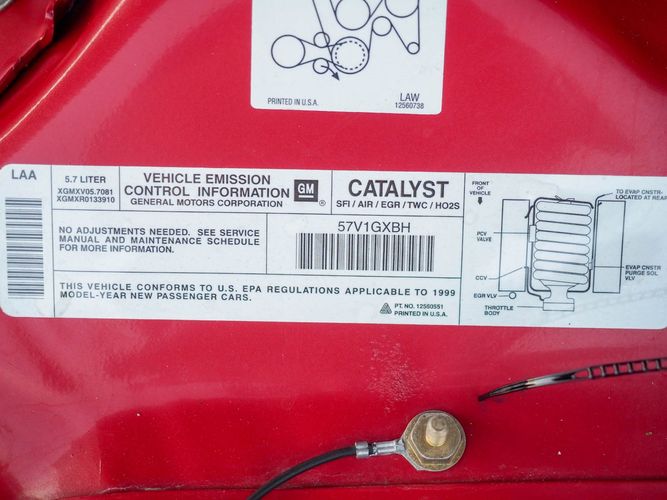 PRINTED IN U.S.A.
LAW
12560738
LAA
5.7 LITER
XGMXV05.7081
XGMXR0133910
VEHICLE EMISSION
CONTROL INFORMATION
GENERAL MOTORS CORPORATION
GM
®
CATALYST
SFI / AIR / EGR / TWC / HO2S
NO ADJUSTMENTS NEEDED. SEE SERVICE
MANUAL AND MAINTENANCE SCHEDULE
FOR MORE INFORMATION.
57V1GXBH
THIS VEHICLE CONFORMS TO U.S. EPA REGULATIONS APPLICABLE TO 1999
MODEL-YEAR NEW PASSENGER CARS.
PT. NO. 12560551
PRINTED IN U.S.A.
FRONT
OF
VEHICLE
TO EVAP CNSTR-
LOCATED AT REAR
PCV
VALVE
CCV
EVAP CNSTR
PURGE SOL
VLV
EGR VLV
THROTTLE
BODY